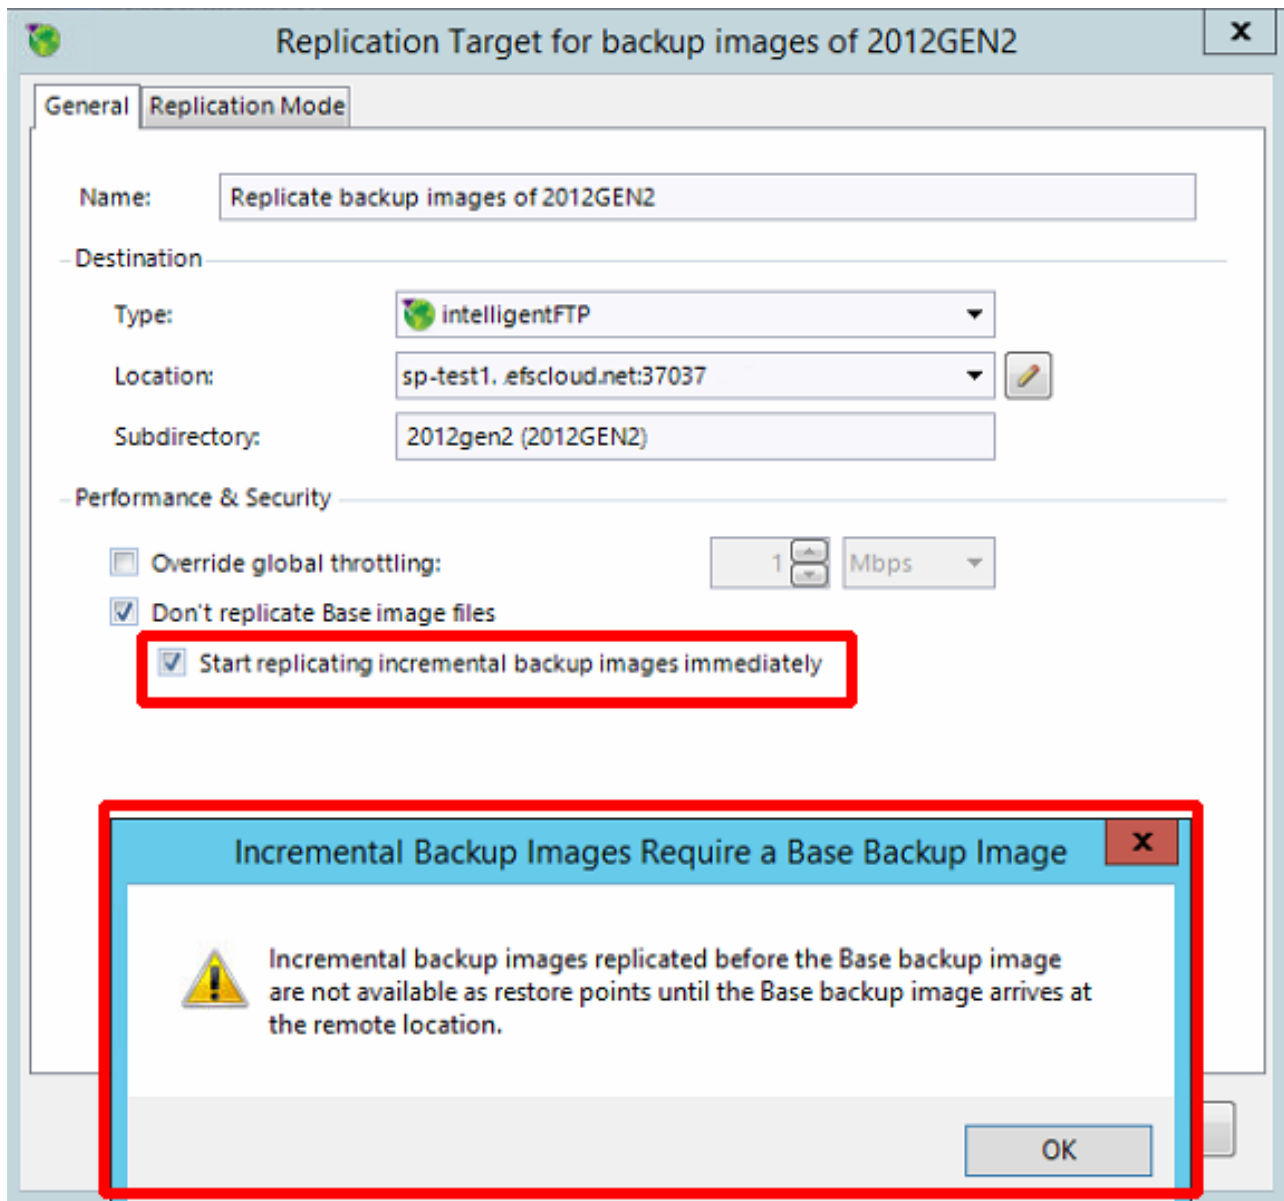 Replication Target for backup images of 2012GEN2
x
General Replication Mode
Name: Replicate backup images of 2012GEN2
Destination
Type: intelligentFTP
Location: sp-test1. .efscloud.net:37037
Subdirectory: 2012gen2 (2012GEN2)
Performance & Security
Override global throttling: 1 Mbps
Don't replicate Base image files
Start replicating incremental backup images immediately
Incremental Backup Images Require a Base Backup Image
x
Incremental backup images replicated before the Base backup image
are not available as restore points until the Base backup image arrives at
the remote location.
OK